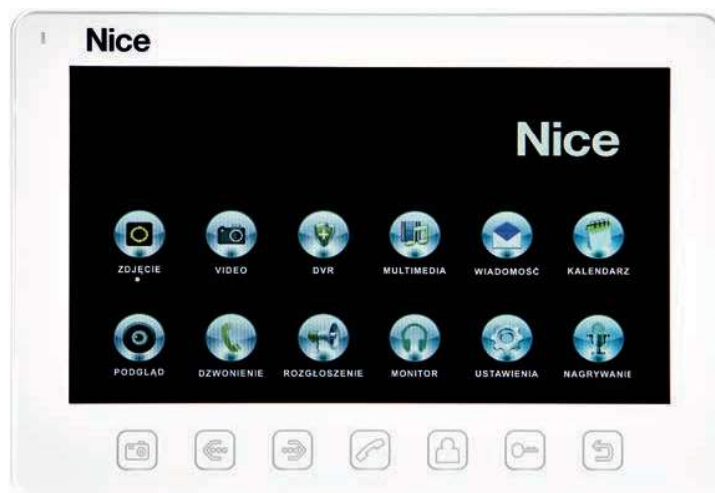 Nice
Nice
ZDJĘCIE VIDEO DVR MULTIMEDIA WIADOMOŚĆ KALENDARZ
PODGLĄD DZWONIENIE ROZGŁOSZENIE MONITOR USTAWIENIA NAGRYWANIE